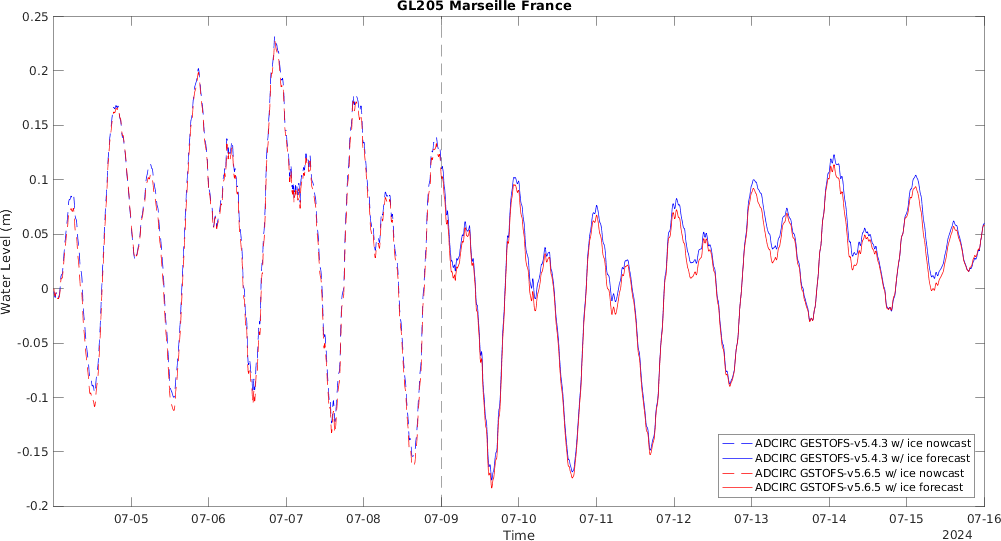 GL205 Marseille France
0.25
0.2
0.15
0.1
0.05
0
-0.05
-0.1
-0.15
-0.2
Water Level (m)
ADCIRC GESTOFS-v5.4.3 w/ ice nowcast
ADCIRC GESTOFS-v5.4.3 w/ ice forecast
ADCIRC GSTOFS-v5.6.5 w/ ice nowcast
ADCIRC GSTOFS-v5.6.5 w/ ice forecast
07-05 07-06 07-07 07-08 07-09 07-10 07-11 07-12 07-13 07-14 07-15 07-16
Time
2024